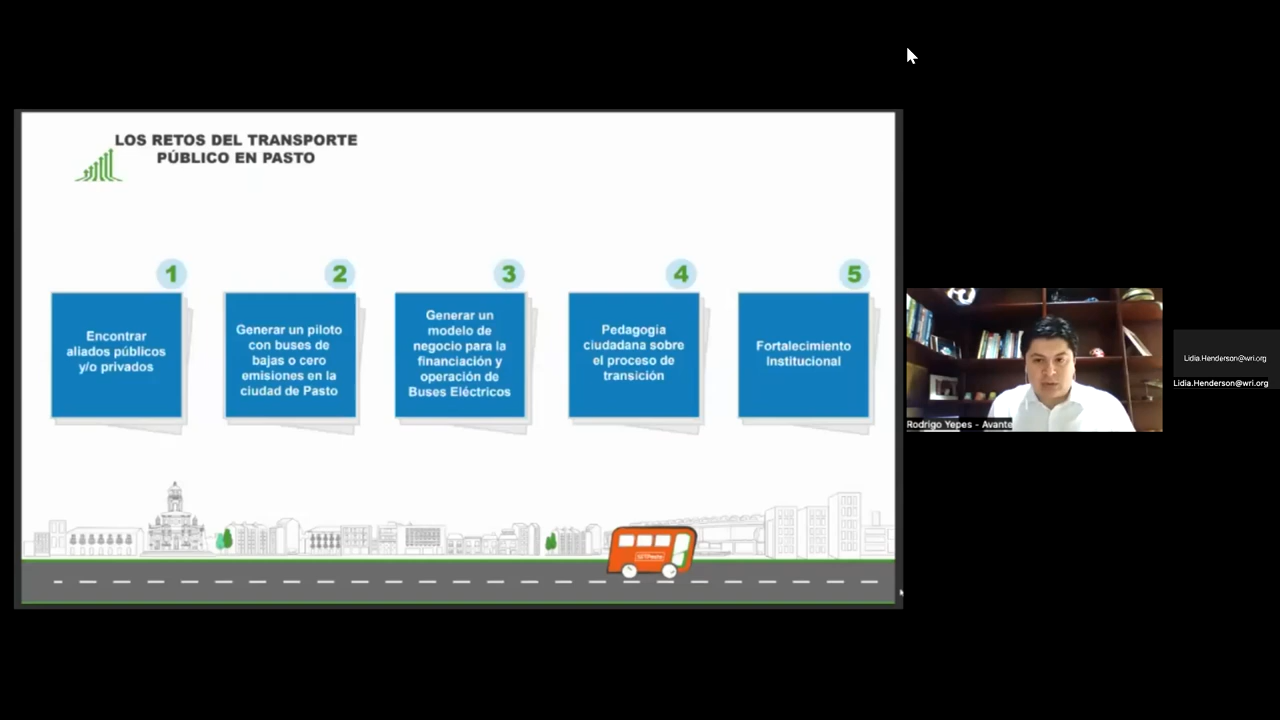 LOS RETOS DEL TRANSPORTE
PÚBLICO EN PASTO
1
Encontrar
aliados públicos
y/o privados
2
Generar un piloto
con buses de
bajas o cero
emisiones en la
ciudad de Pasto
3
Generar un
modelo de
negocio para la
financiación y
operación de
Buses Eléctricos
4
Pedagogia
ciudadana sobre
el proceso de
transición
5
Fortalecimiento
Institucional
Rodrigo Yepes - Avante
Lidia.Henderson@wri.org
Lidia.Henderson@wri.org